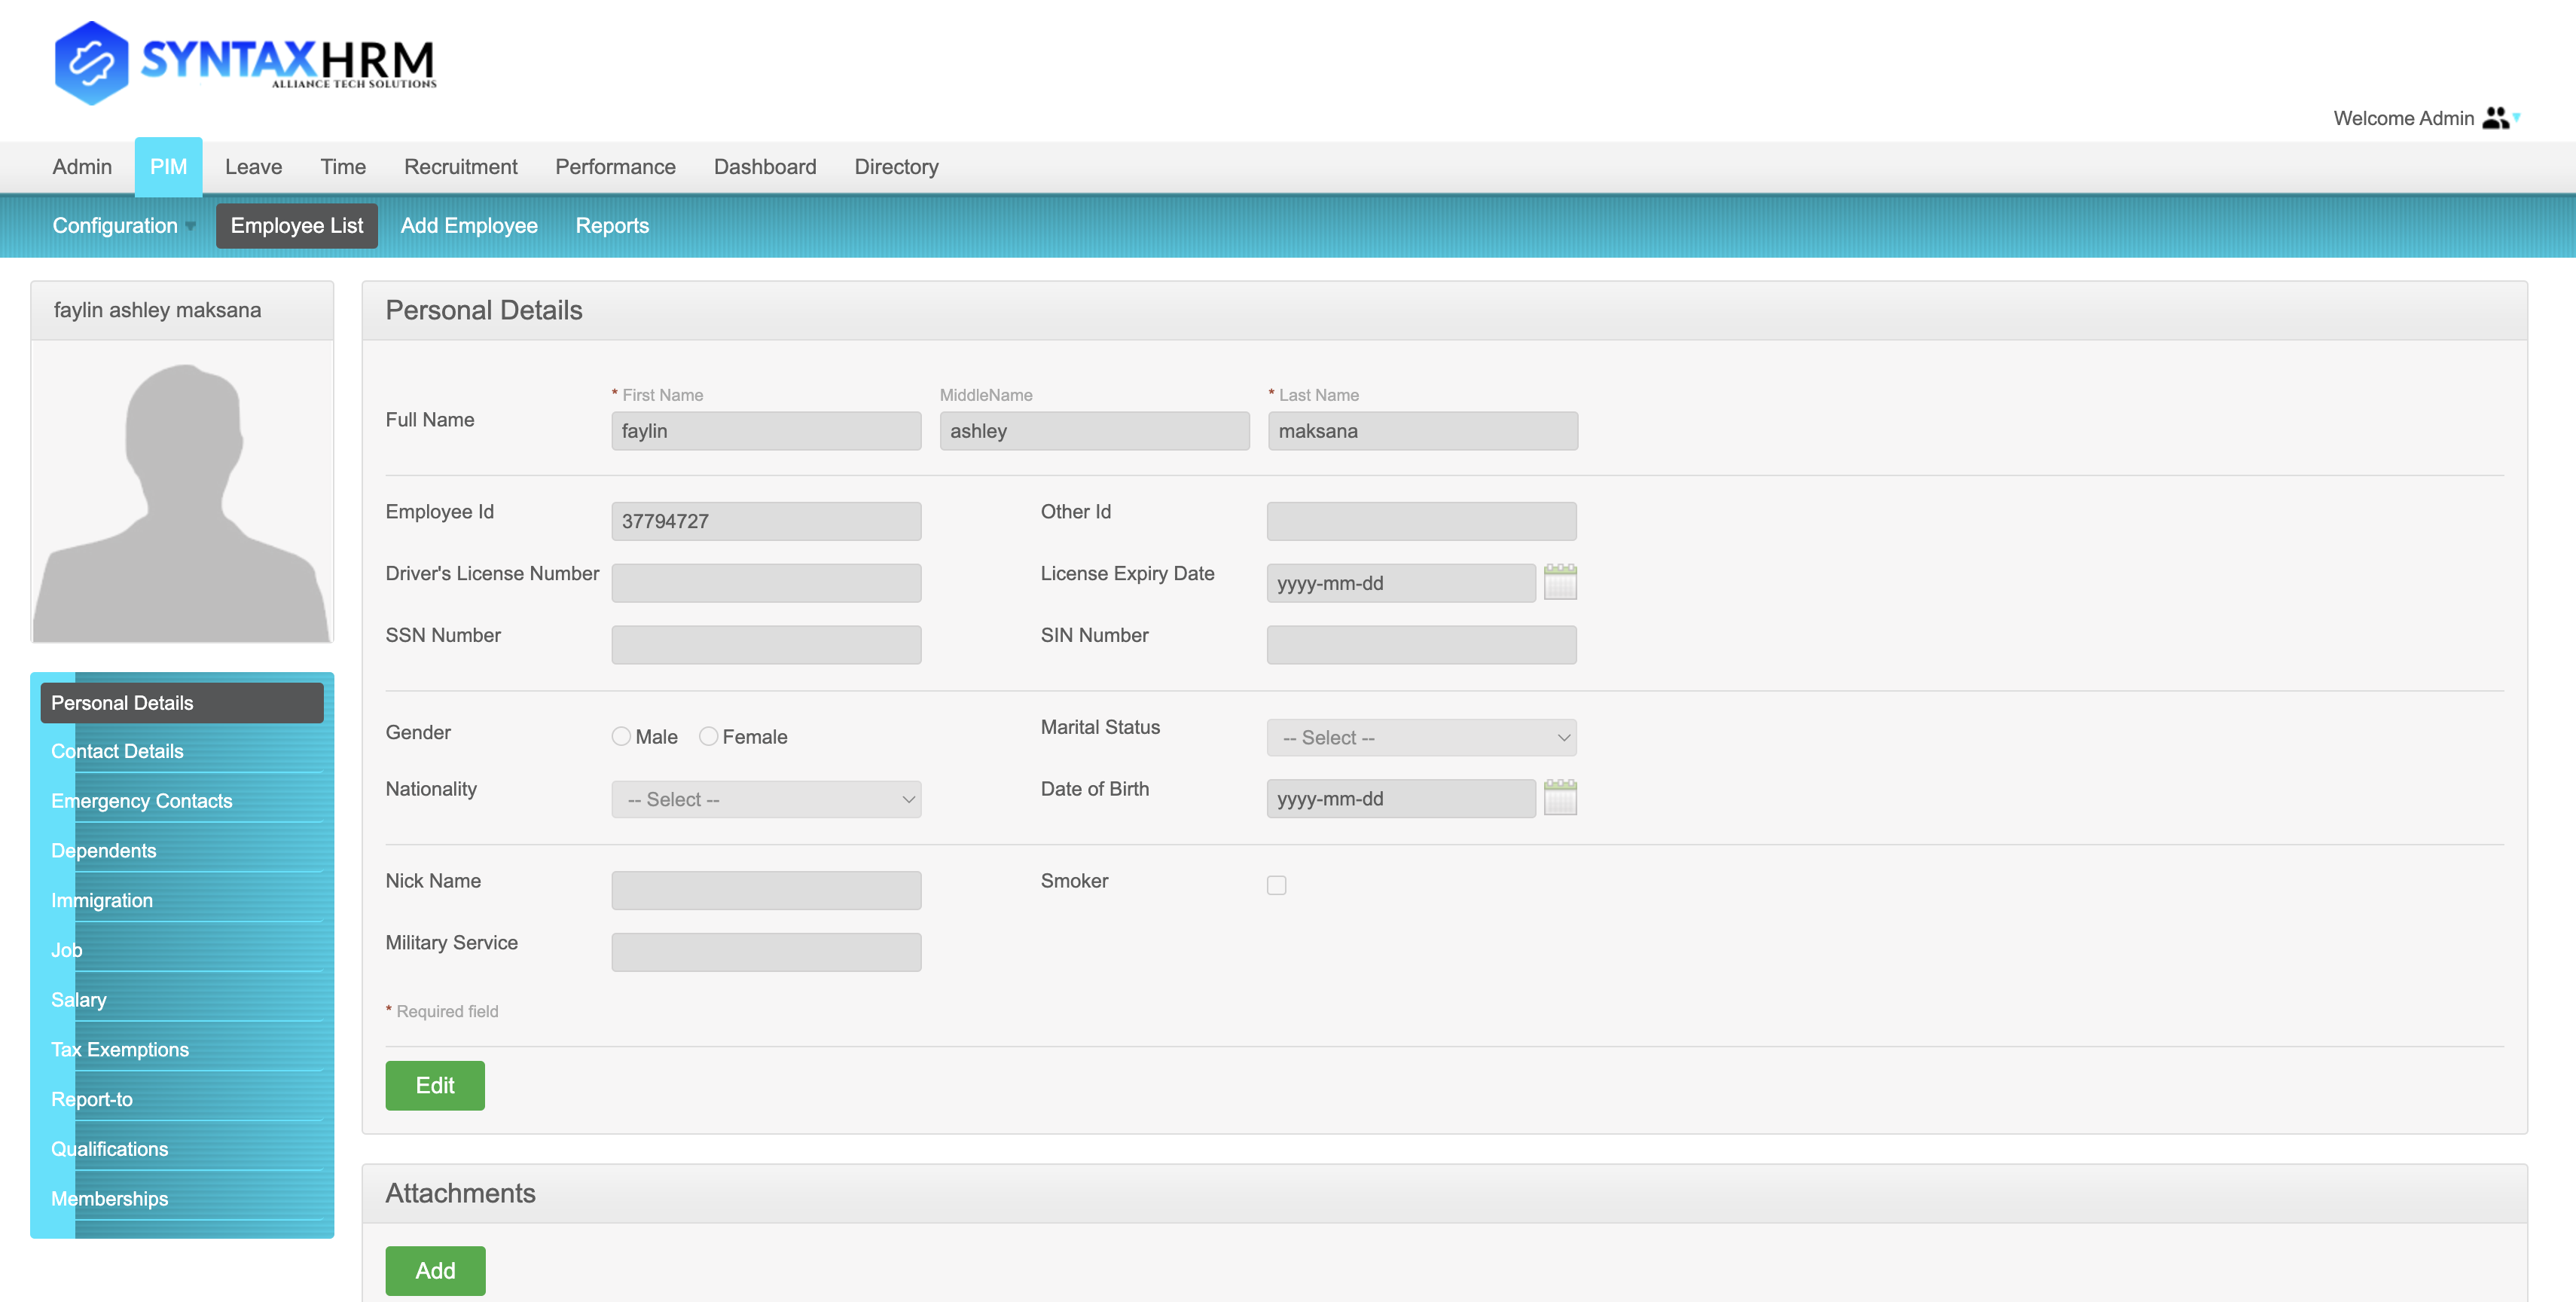 SYNTAXHRM
ALLIANCE TECH SOLUTIONS
Welcome Admin
Admin PIM Leave Time Recruitment Performance Dashboard Directory
Configuration Employee List Add Employee Reports
faylin ashley maksana
Personal Details
Contact Details
Emergency Contacts
Dependents
Immigration
Job
Salary
Tax Exemptions
Report-to
Qualifications
Memberships
Personal Details
* First Name MiddleName * Last Name
Full Name faylin ashley maksana
Employee Id 37794727 Other Id
Driver's License Number License Expiry Date yyyy-mm-dd
SSN Number SIN Number
Gender Male Female Marital Status -- Select --
Nationality -- Select -- Date of Birth yyyy-mm-dd
Nick Name Smoker
Military Service
* Required field
Edit
Attachments
Add